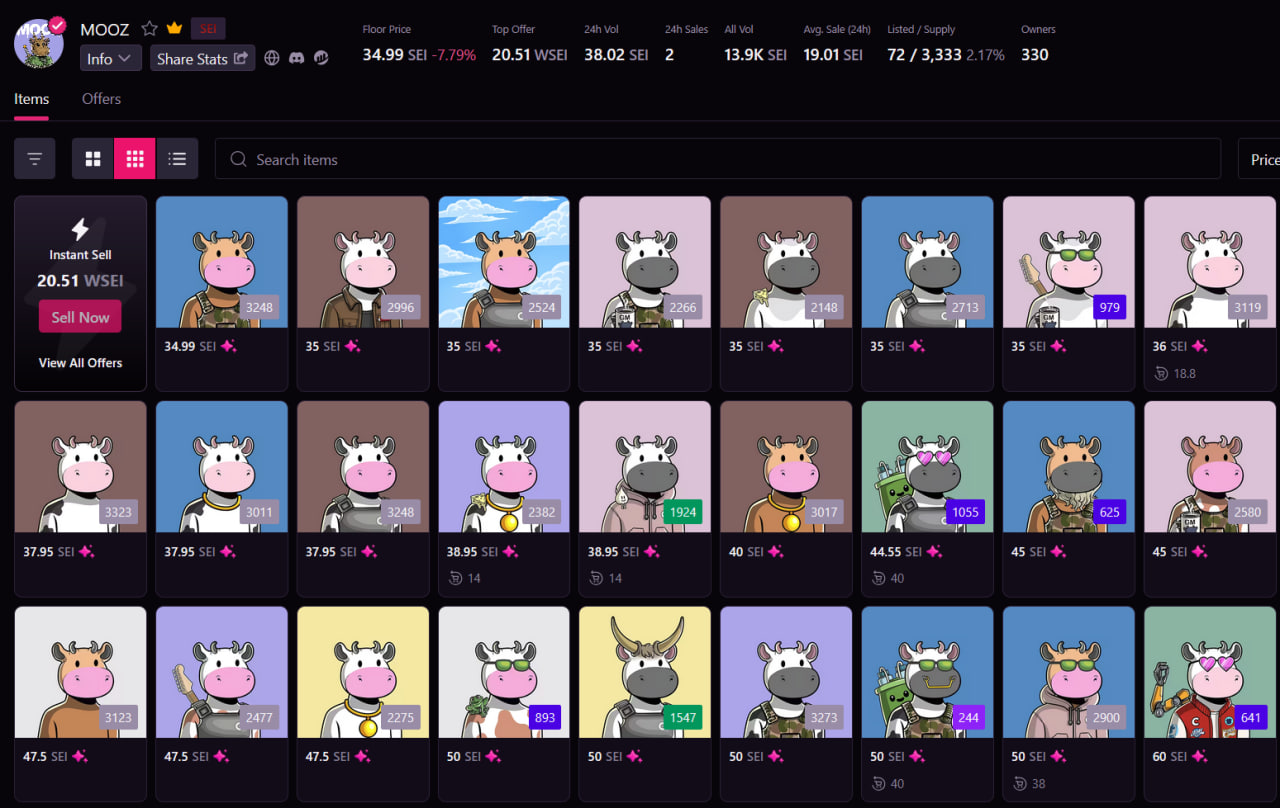 MOOZ SEI
Info Share Stats
Floor Price Top Offer 24h Vol 24h Sales All Vol Avg. Sale (24h) Listed / Supply Owners
34.99 SEI -7.79% 20.51 WSEI 38.02 SEI 2 13.9K SEI 19.01 SEI 72 / 3,333 2.17% 330
Items Offers
Search items
Price
Instant Sell
20.51 WSEI
Sell Now
View All Offers
3248 2996 2524 2266 2148 2713 979 3119
GM GM
34.99 SEI 35 SEI 35 SEI 35 SEI 35 SEI 35 SEI 35 SEI 36 SEI
18.8
3323 3011 3248 2382 1924 3017 1055 625 2580
GM
37.95 SEI 37.95 SEI 37.95 SEI 38.95 SEI 38.95 SEI 40 SEI 44.55 SEI 45 SEI 45 SEI
14 14 40
3123 2477 2275 893 1547 3273 244 2900 641
C
47.5 SEI 47.5 SEI 47.5 SEI 50 SEI 50 SEI 50 SEI 50 SEI 50 SEI 60 SEI
40 38